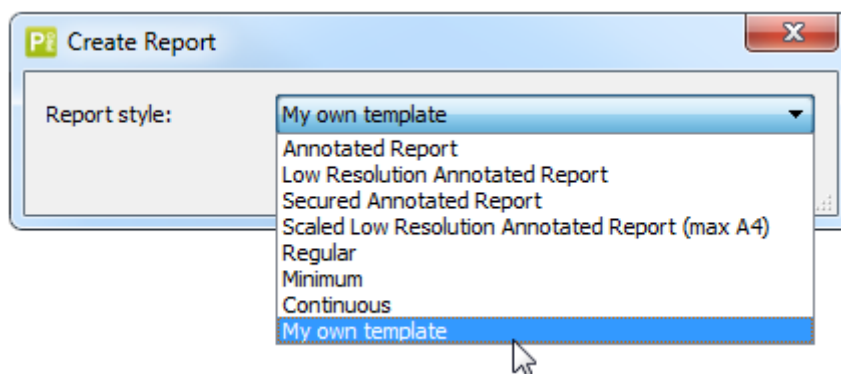 Create Report
Report style: My own template
Annotated Report
Low Resolution Annotated Report
Secured Annotated Report
Scaled Low Resolution Annotated Report (max A4)
Regular
Minimum
Continuous
My own template